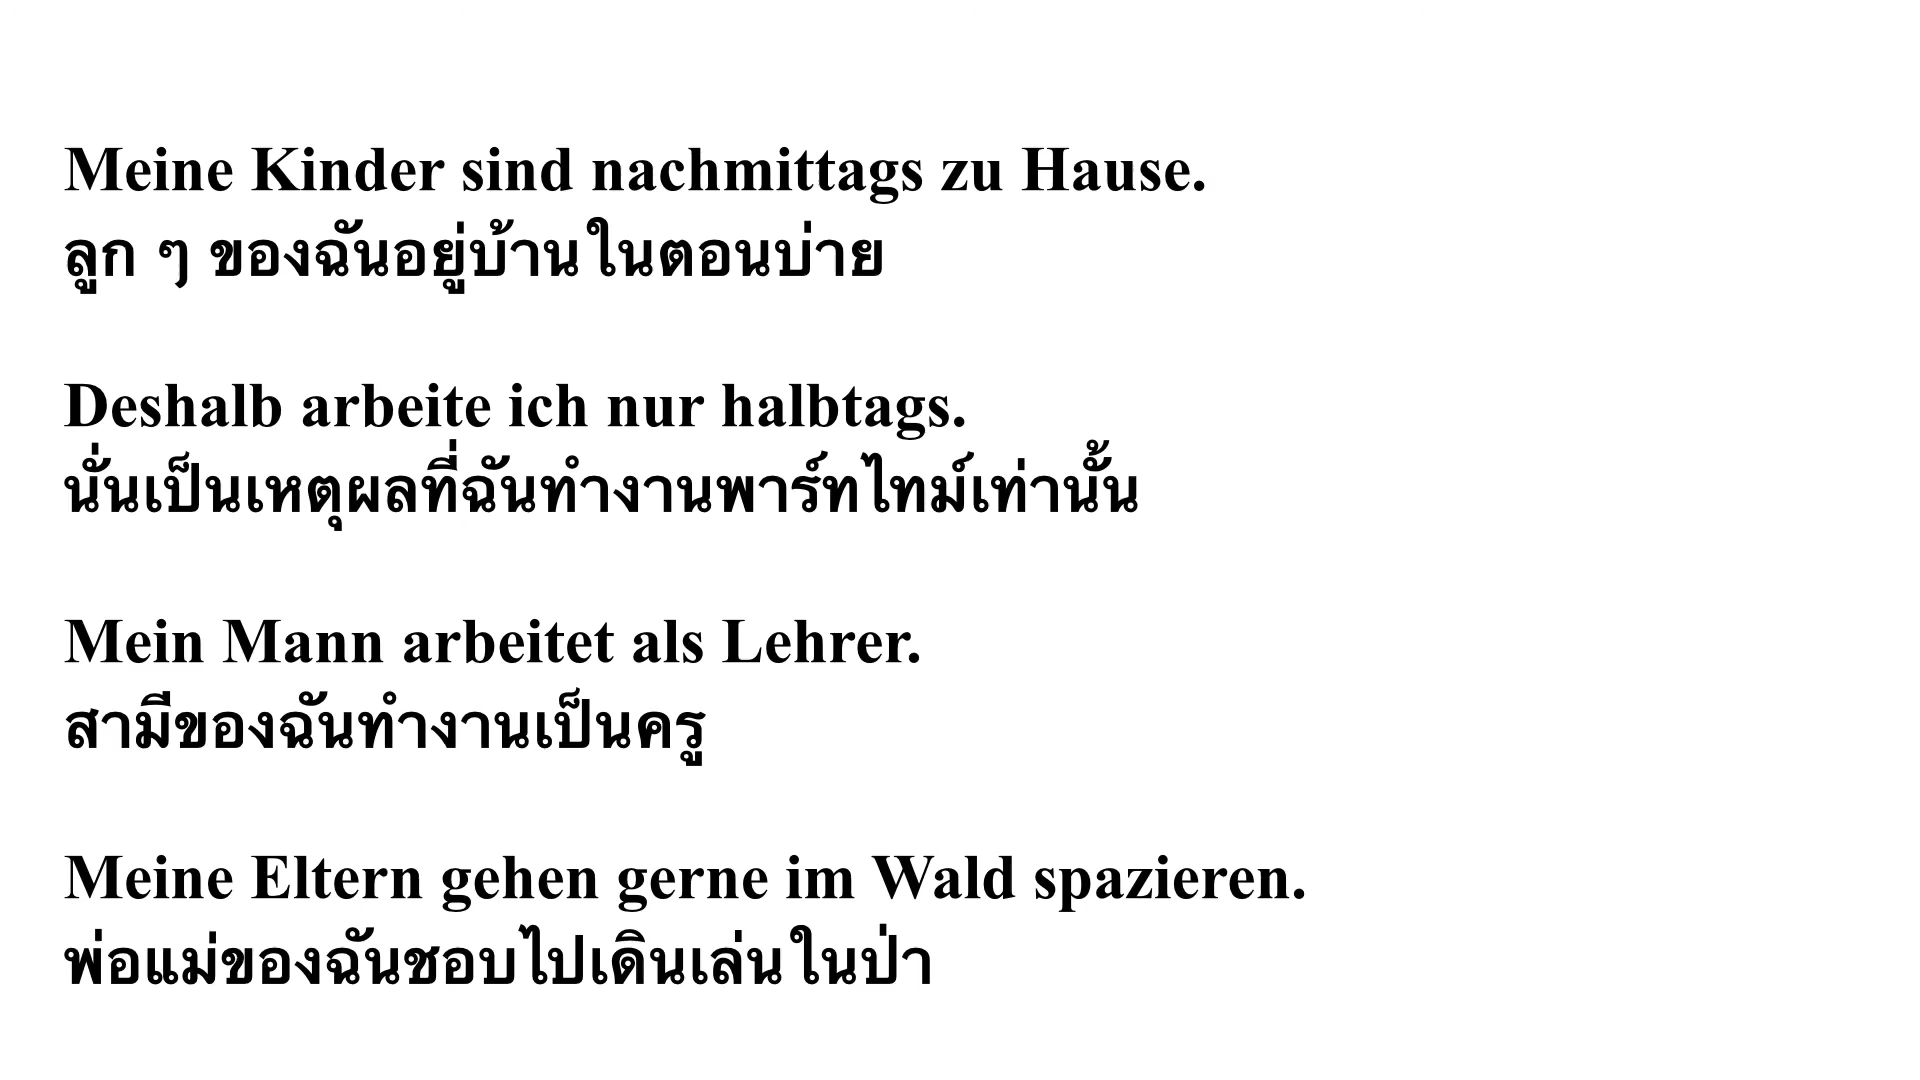 Meine Kinder sind nachmittags zu Hause.
ลูก ๆ ของฉันอยู่บ้านในตอนบ่าย
Deshalb arbeite ich nur halbtags.
นั่นเป็นเหตุผลที่ฉันทำงานพาร์ทไทม์เท่านั้น
Mein Mann arbeitet als Lehrer.
สามีของฉันทำงานเป็นครู
Meine Eltern gehen gerne im Wald spazieren.
พ่อแม่ของฉันชอบไปเดินเล่นในป่า